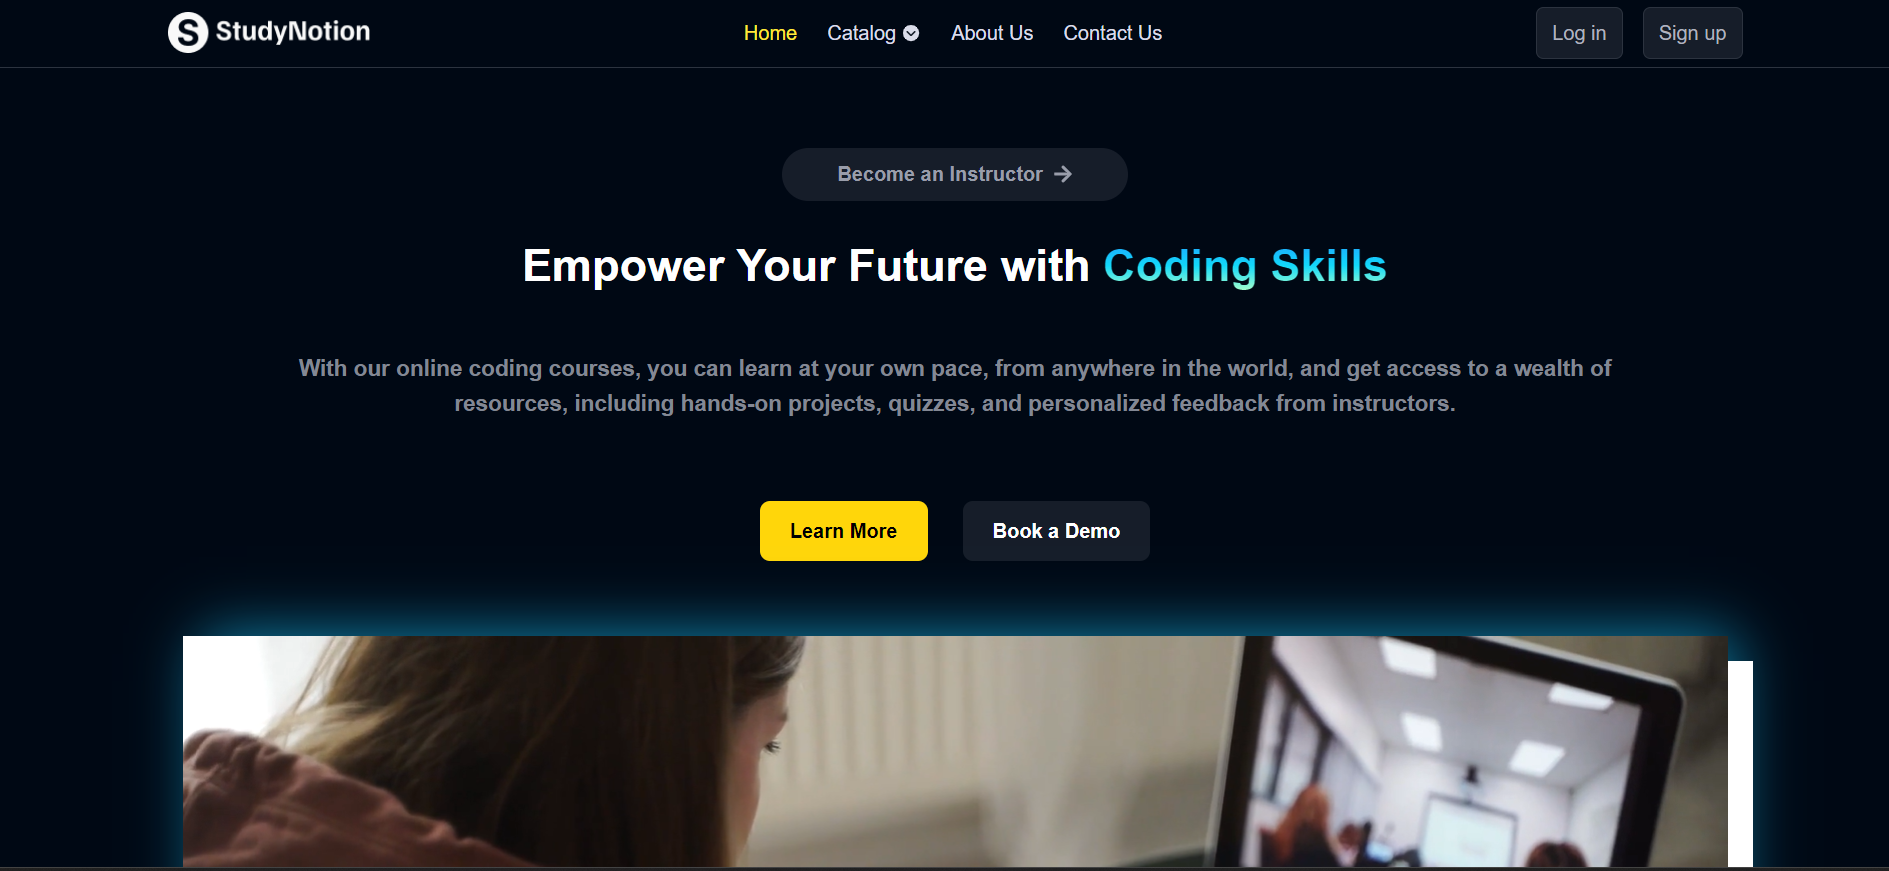 S StudyNotion
Home Catalog About Us Contact Us
Log in Sign up
Become an Instructor →
Empower Your Future with Coding Skills
With our online coding courses, you can learn at your own pace, from anywhere in the world, and get access to a wealth of
resources, including hands-on projects, quizzes, and personalized feedback from instructors.
Learn More Book a Demo